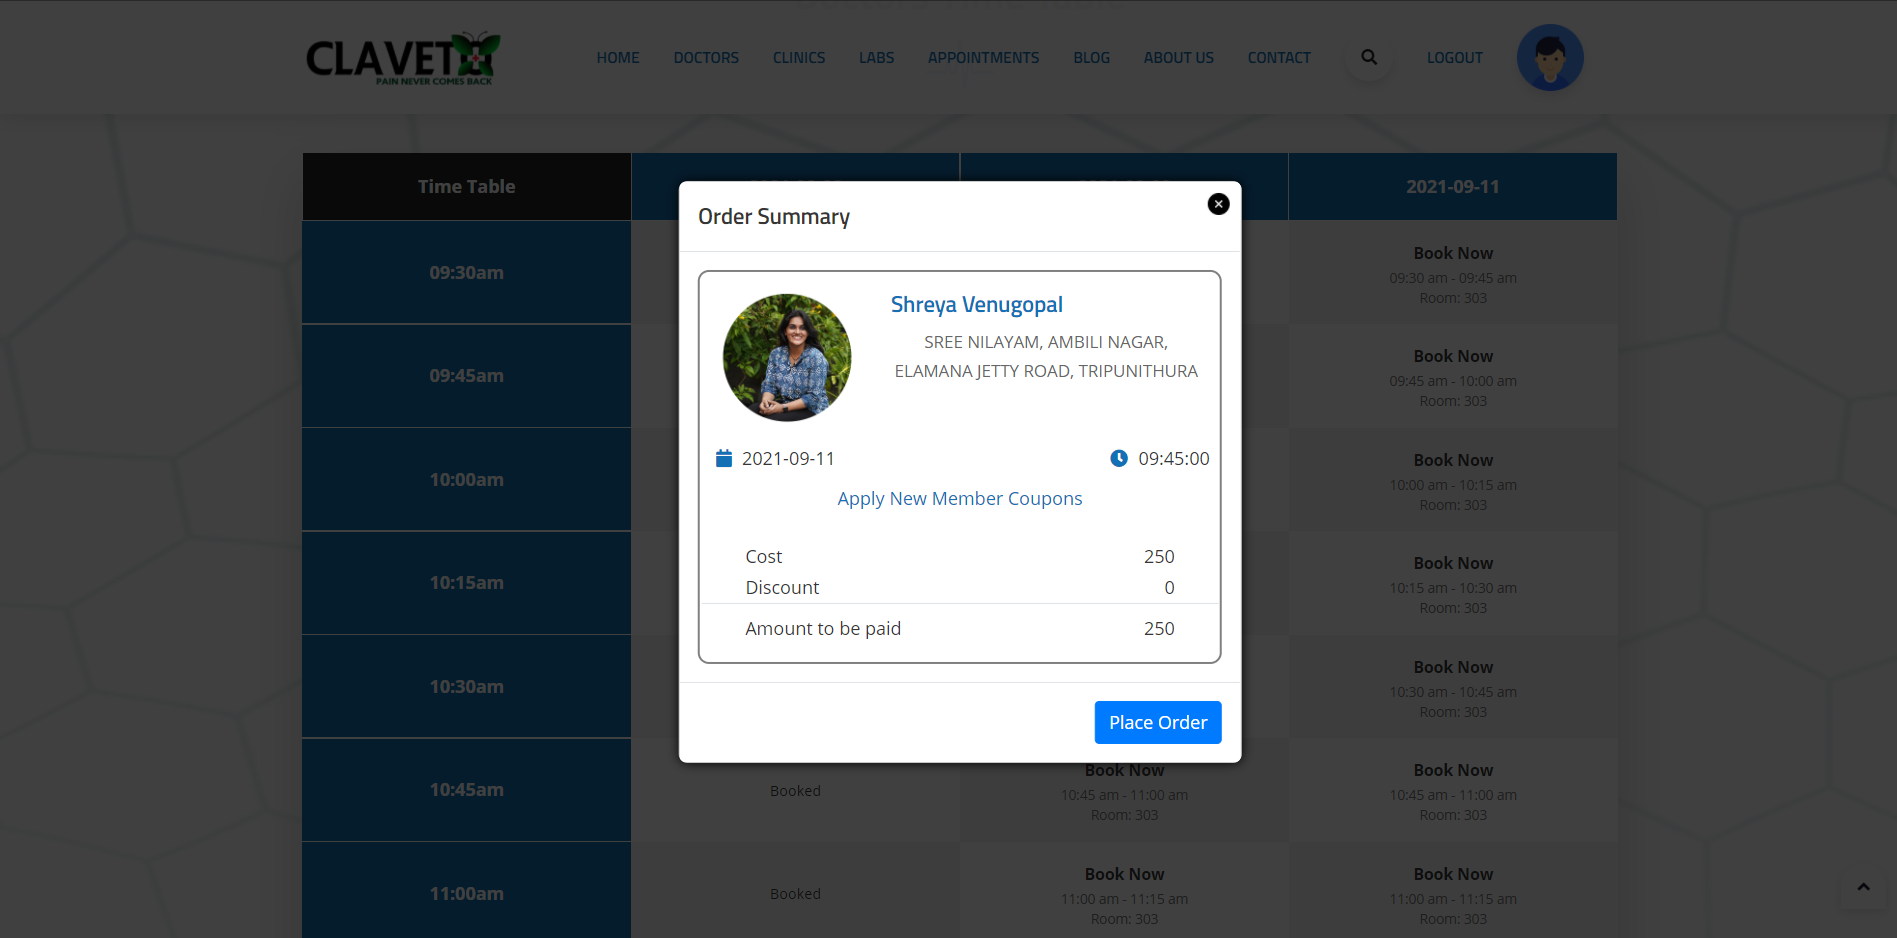 CLAVETO
PAIN NEVER COMES BACK
HOME
DOCTORS
CLINICS
LABS
APPOINTMENTS
BLOG
ABOUT US
CONTACT
LOGOUT
Time Table
2021-09-11
Order Summary
Shreya Venugopal
SREE NILAYAM, AMBILI NAGAR,
ELAMANA JETTY ROAD, TRIPUNITHURA
2021-09-11
09:45:00
Apply New Member Coupons
Cost 250
Discount 0
Amount to be paid 250
Place Order
09:30am
Book Now
09:30 am - 09:45 am
Room: 303
09:45am
Book Now
09:45 am - 10:00 am
Room: 303
10:00am
Book Now
10:00 am - 10:15 am
Room: 303
10:15am
Book Now
10:15 am - 10:30 am
Room: 303
10:30am
Book Now
10:30 am - 10:45 am
Room: 303
10:45am
Booked
Book Now
10:45 am - 11:00 am
Room: 303
Book Now
10:45 am - 11:00 am
Room: 303
11:00am
Booked
Book Now
11:00 am - 11:15 am
Room: 303
Book Now
11:00 am - 11:15 am
Room: 303